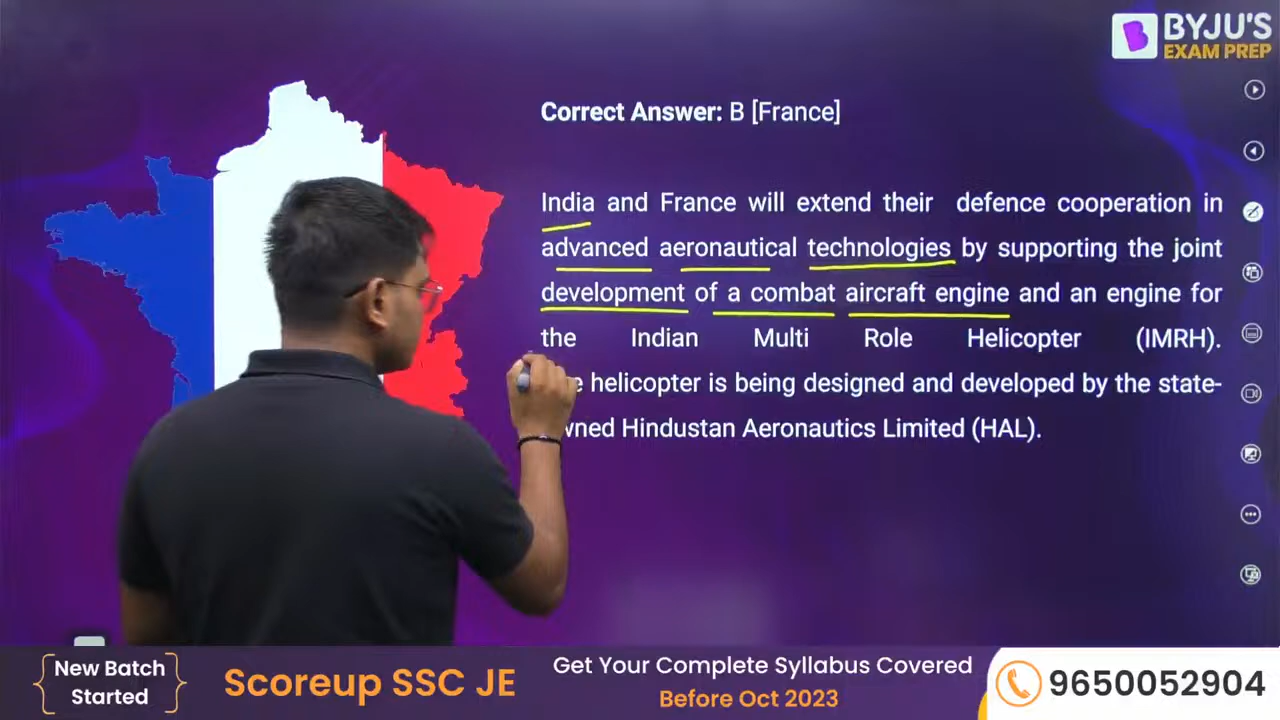 BYJU'S
EXAM PREP
Correct Answer: B [France]
India and France will extend their defence cooperation in
advanced aeronautical technologies by supporting the joint
development of a combat aircraft engine and an engine for
the Indian Multi Role Helicopter (IMRH).
helicopter is being designed and developed by the state-
Hindustan Aeronautics Limited (HAL).
New Batch
Started
Scoreup SSC JE
Get Your Complete Syllabus Covered
Before Oct 2023
9650052904